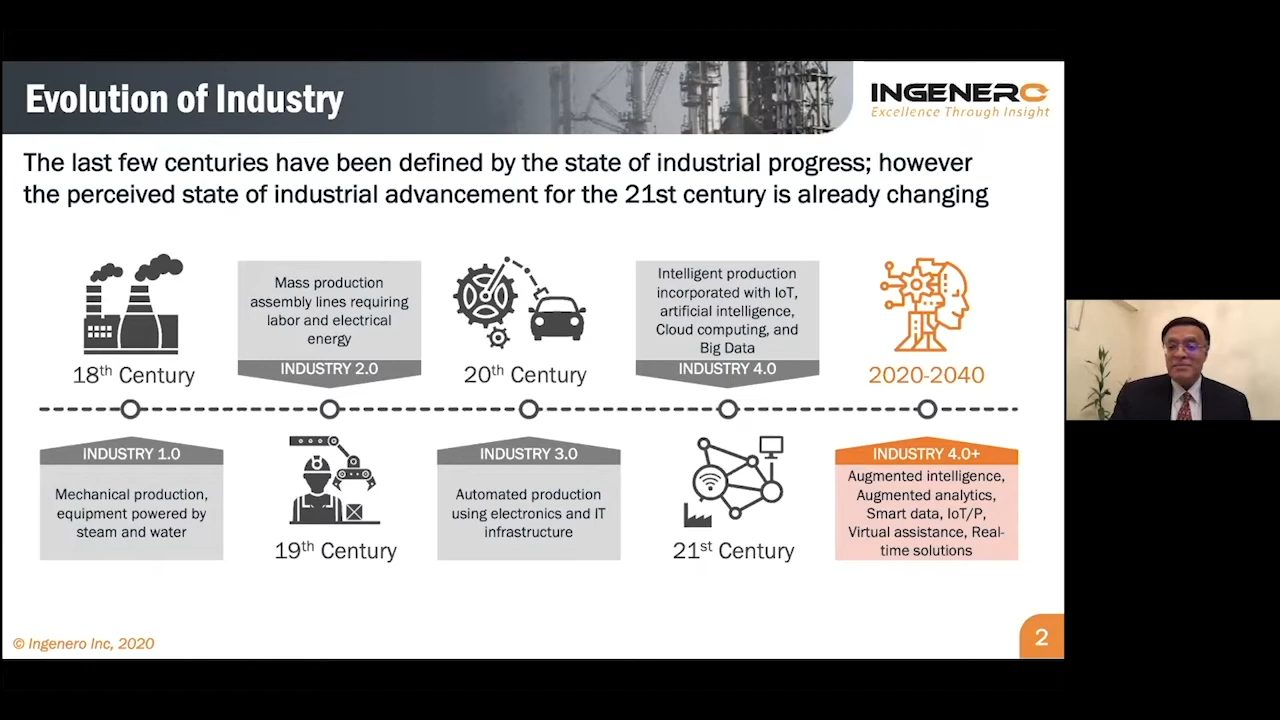 Evolution of Industry
INGENERO
Excellence Through Insight
The last few centuries have been defined by the state of industrial progress; however
the perceived state of industrial advancement for the 21st century is already changing
18th Century
Mass production
assembly lines requiring
labor and electrical
energy
INDUSTRY 2.0
20th Century
Intelligent production
incorporated with IoT,
artificial intelligence,
Cloud computing, and
Big Data
INDUSTRY 4.0
2020-2040
INDUSTRY 1.0
Mechanical production,
equipment powered by
steam and water
19th Century
INDUSTRY 3.0
Automated production
using electronics and IT
infrastructure
21st Century
INDUSTRY 4.0+
Augmented intelligence,
Augmented analytics,
Smart data, IoT/P,
Virtual assistance, Real-
time solutions
© Ingenero Inc, 2020
2